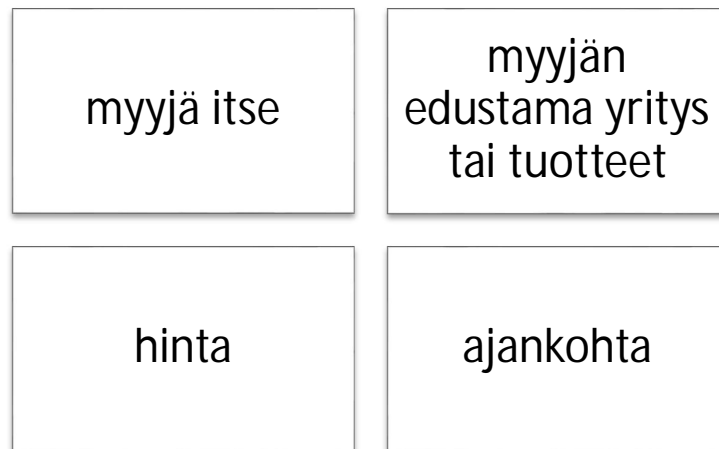 myyjä itse
myyjän
edustama yritys
tai tuotteet
hinta
ajankohta